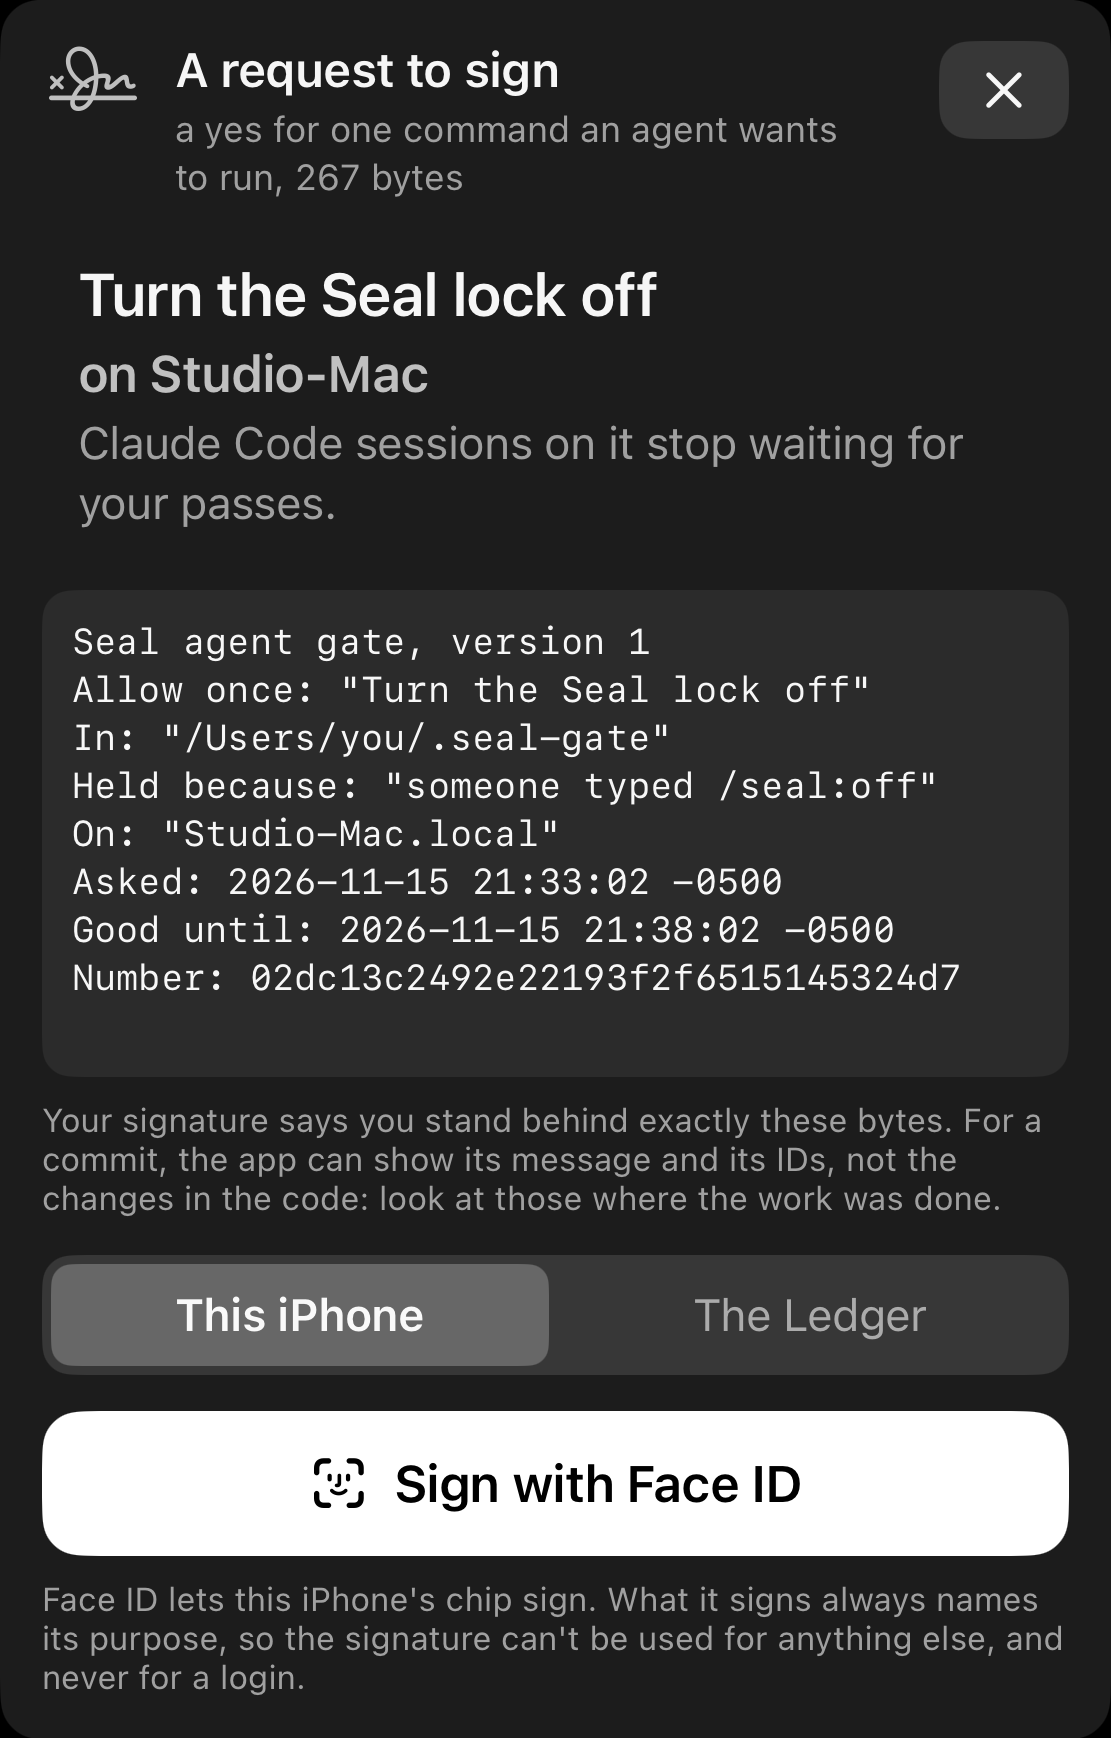 A request to sign
a yes for one command an agent wants
to run, 267 bytes
Turn the Seal lock off
on Studio-Mac
Claude Code sessions on it stop waiting for
your passes.
Seal agent gate, version 1
Allow once: "Turn the Seal lock off"
In: "/Users/you/.seal-gate"
Held because: "someone typed /seal:off"
On: "Studio-Mac.local"
Asked: 2026-11-15 21:33:02 -0500
Good until: 2026-11-15 21:38:02 -0500
Number: 02dc13c2492e22193f2f6515145324d7
Your signature says you stand behind exactly these bytes. For a
commit, the app can show its message and its IDs, not the
changes in the code: look at those where the work was done.
This iPhone
The Ledger
Sign with Face ID
Face ID lets this iPhone's chip sign. What it signs always names
its purpose, so the signature can't be used for anything else, and
never for a login.